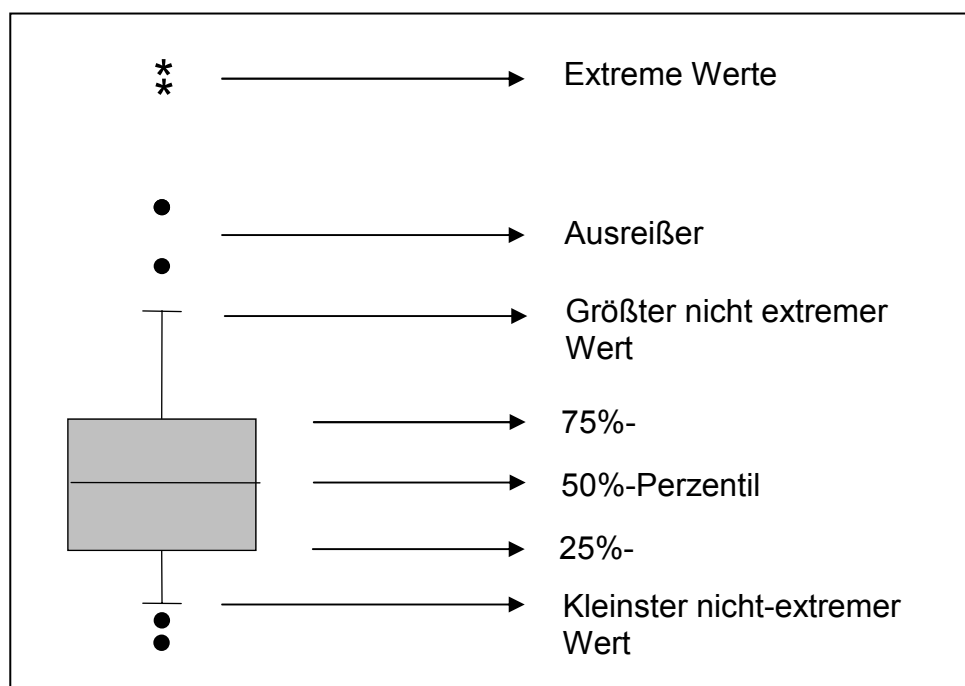 Extreme Werte
Ausreißer
Größter nicht extremer
Wert
75%-
50%-Perzentil
25%-
Kleinster nicht-extremer
Wert